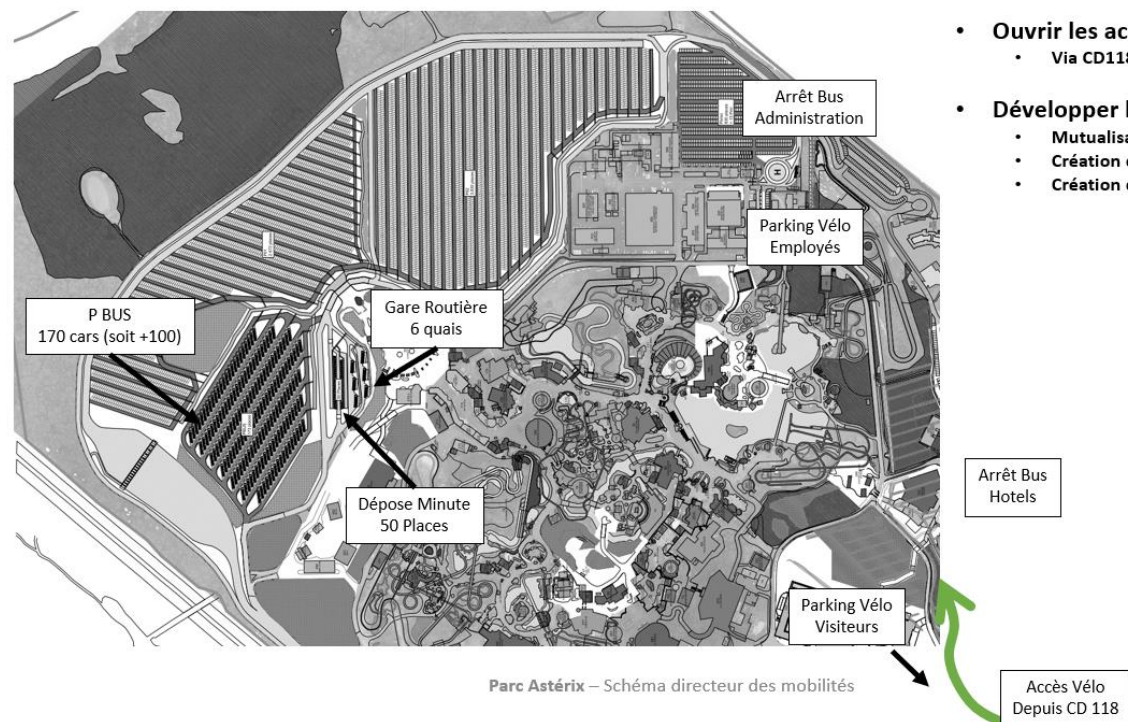 • Ouvrir les ac
• Via CD118
• Développer l
• Mutualisa
• Création
• Création
Arrêt Bus
Administration
Parking Vélo
Employés
P BUS
170 cars (soit +100)
Gare Routière
6 quais
Dépose Minute
50 Places
Arrêt Bus
Hotels
Parking Vélo
Visiteurs
Accès Vélo
Depuis CD 118
H
Parc Astérix – Schéma directeur des mobilités